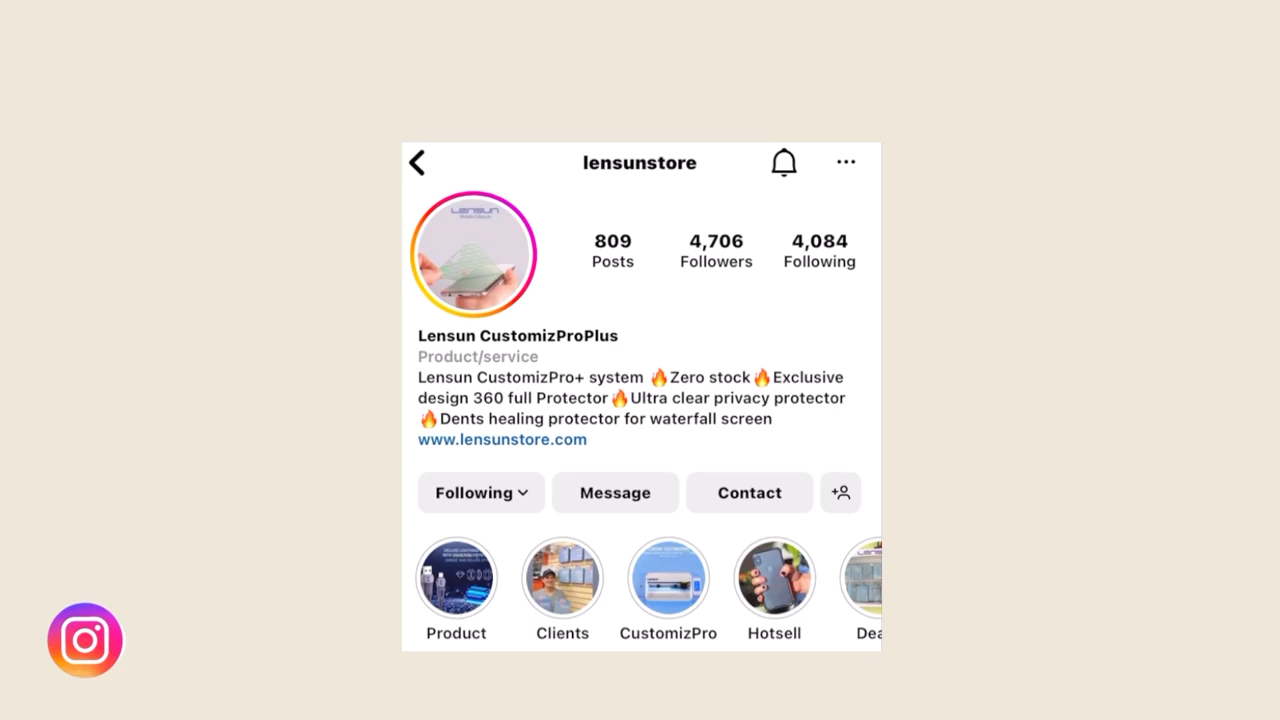 lensunstore
Lensun
809
4,706
4,084
Posts
Followers
Following
Lensun CustomizProPlus
Product/service
Lensun CustomizPro+ system 🔥Zero stock🔥Exclusive
design 360 full Protector🔥Ultra clear privacy protector
🔥Dents healing protector for waterfall screen
www.lensunstore.com
Following
Message
Contact
Product
Clients
CustomizPro
Hotsell
Dea